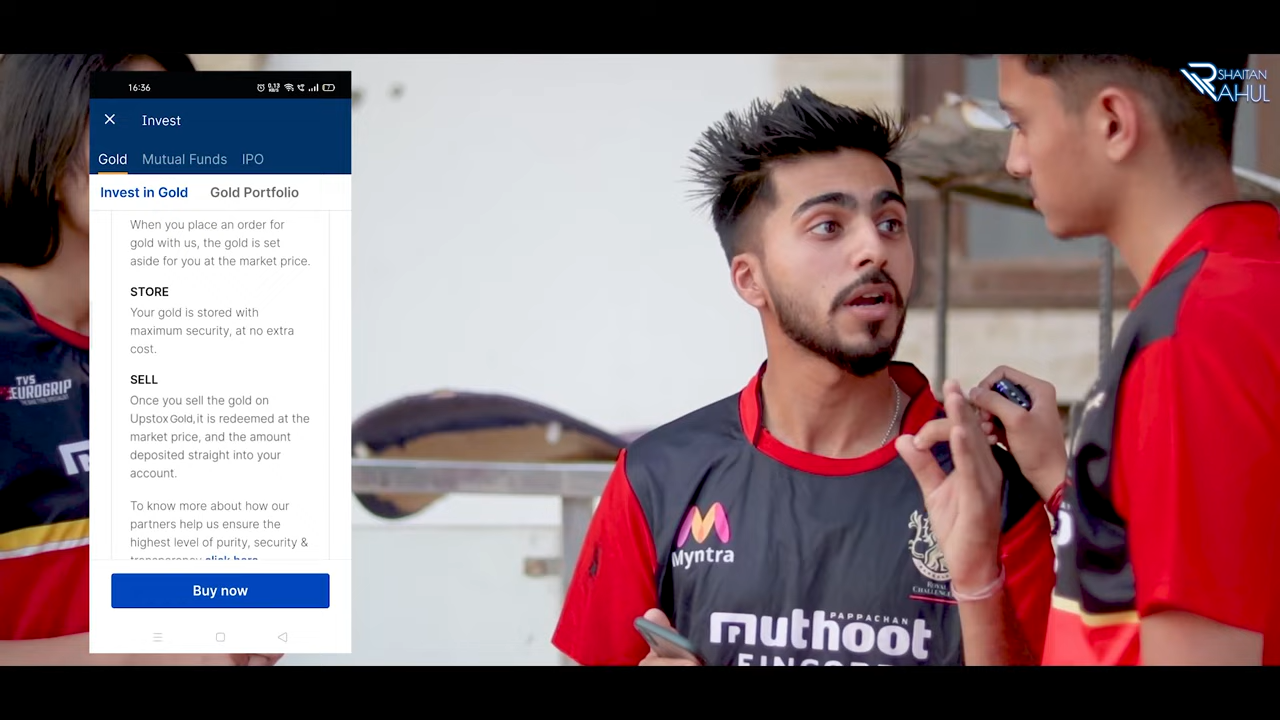 16:36
Invest
Gold Mutual Funds IPO
Invest in Gold Gold Portfolio
When you place an order for
gold with us, the gold is set
aside for you at the market price.
STORE
Your gold is stored with
maximum security, at no extra
cost.
SELL
Once you sell the gold on
Upstox Gold, it is redeemed at the
market price, and the amount
deposited straight into your
account.
To know more about how our
partners help us ensure the
highest level of purity, security &
transparency click here
Buy now
SHAITAN
RAHUL
TVS
EUROGRIP
Myntra
ROYAL
PAPPACHAN
muthoot